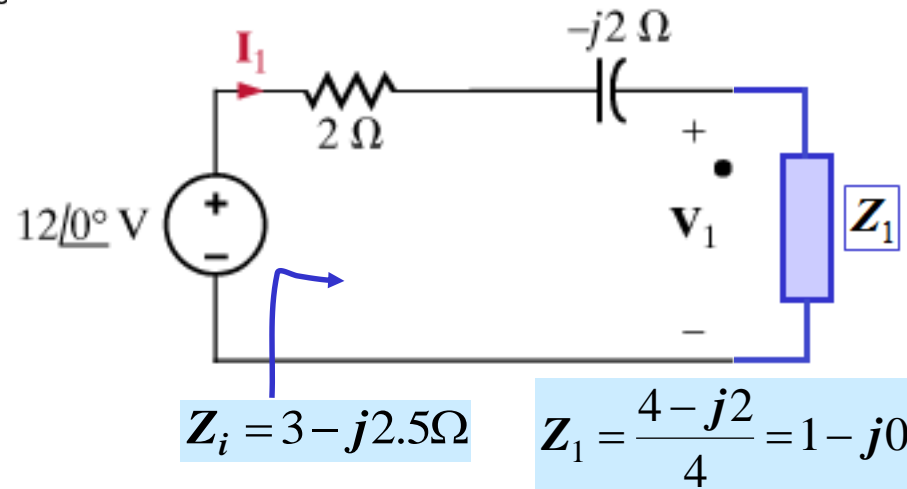 −j2 Ω
I₁
2 Ω
+
12/0° V
+
−
V₁
Z₁
−
Zᵢ = 3 − j2.5Ω
Z₁ = (4 − j2)/4 = 1 − j0